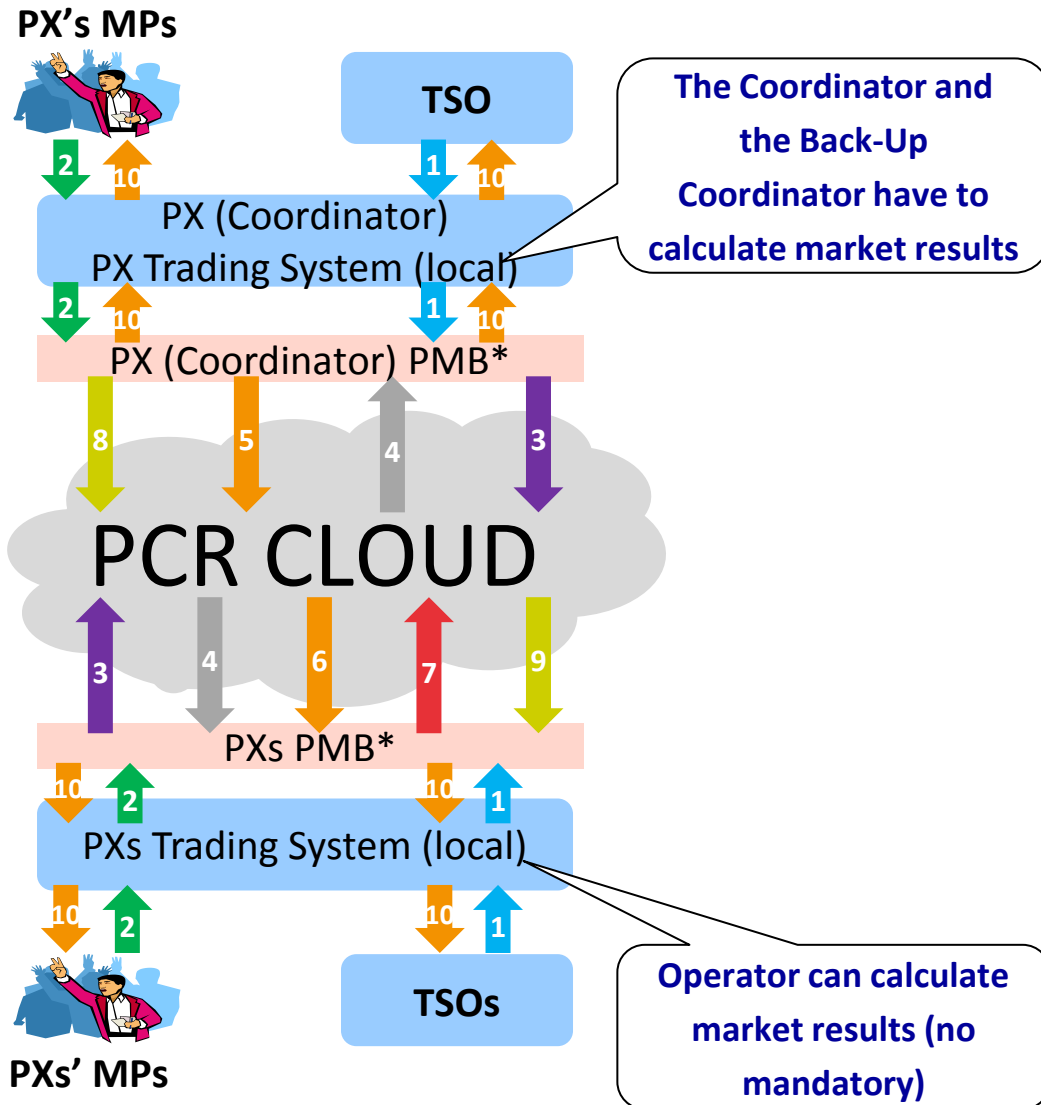 PX's MPs
TSO
The Coordinator and
the Back-Up
Coordinator have to
calculate market results
2
10
1
10
PX (Coordinator)
PX Trading System (local)
2
10
1
10
PX (Coordinator) PMB*
8
5
4
3
PCR CLOUD
3
4
6
7
9
PXs PMB*
10
2
10
1
PXs Trading System (local)
10
2
10
1
TSOs
PXs’ MPs
Operator can calculate
market results (no
mandatory)